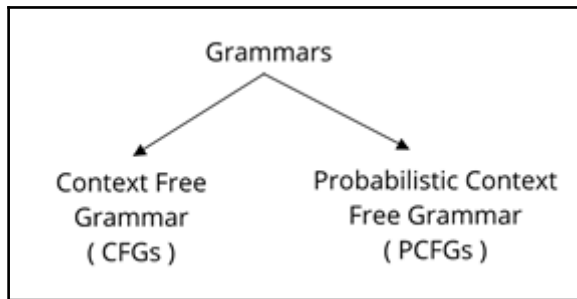 Grammars
Context Free
Grammar
( CFGs )
Probabilistic Context
Free Grammar
( PCFGs )